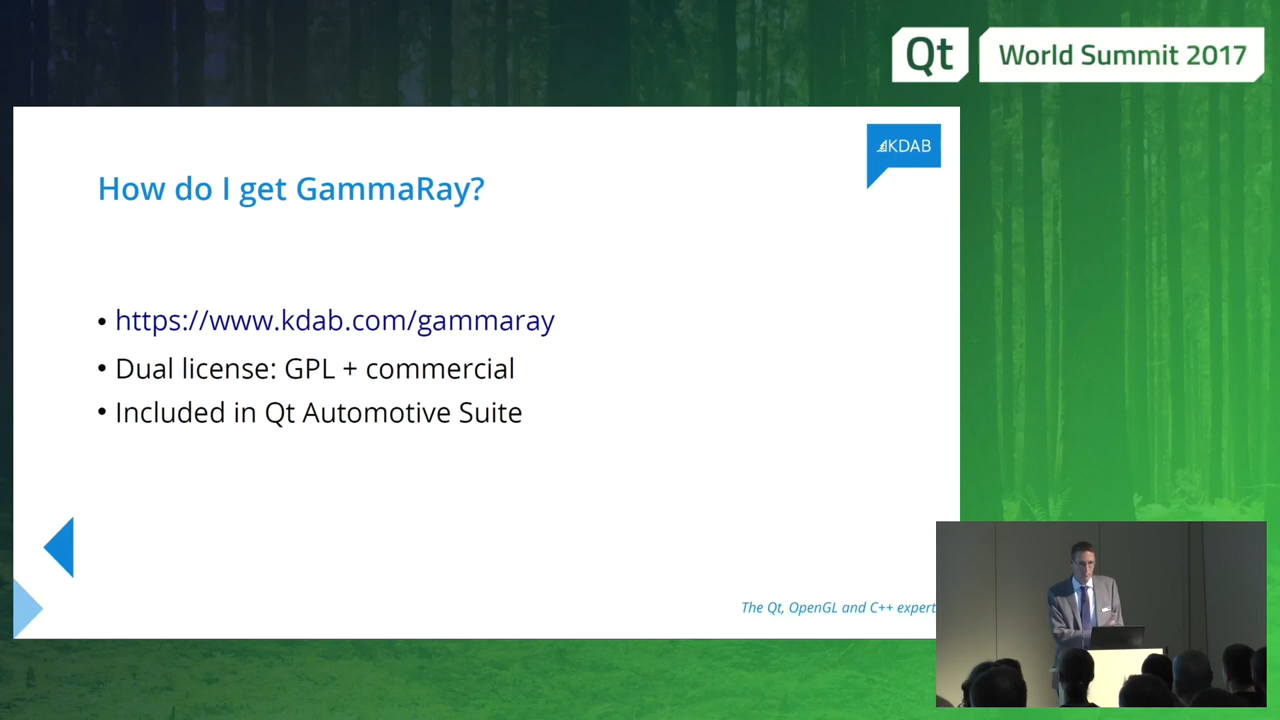 Qt World Summit 2017
KDAB
How do I get GammaRay?
• https://www.kdab.com/gammaray
• Dual license: GPL + commercial
• Included in Qt Automotive Suite
The Qt, OpenGL and C++ expert